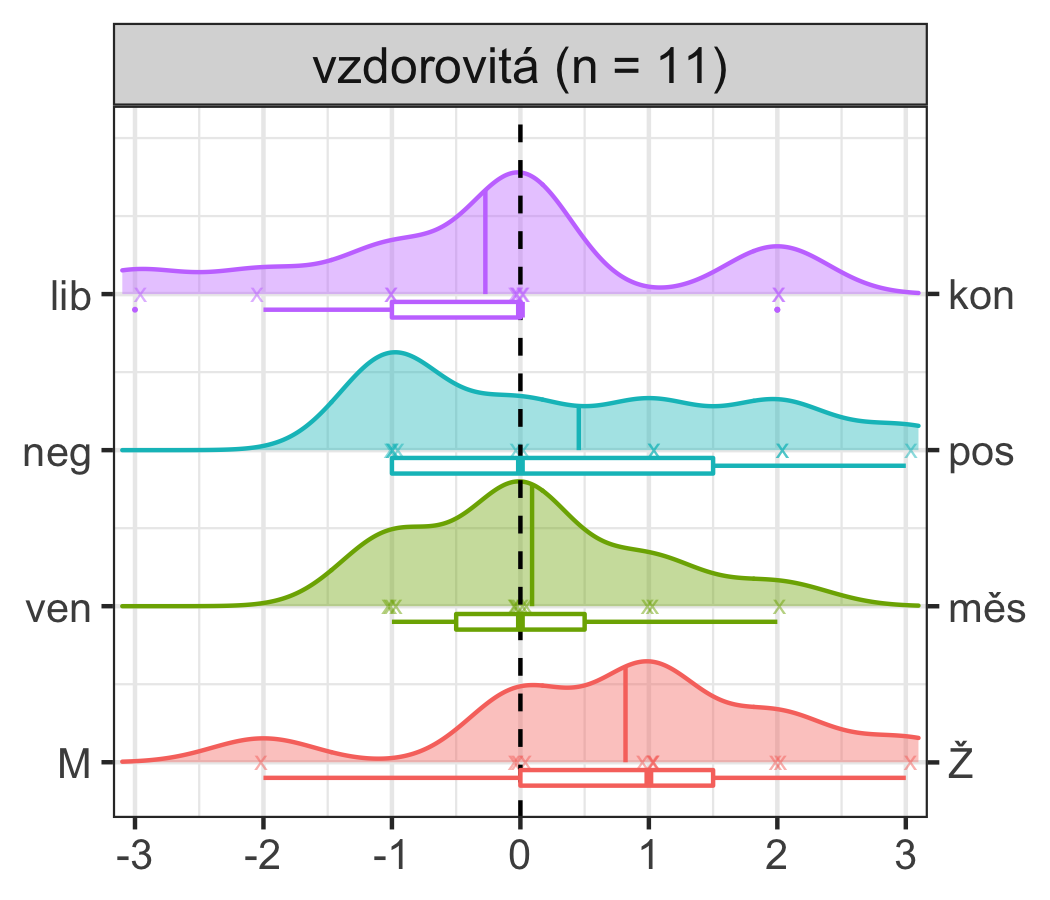 vzdorovitá (n = 11)
lib kon
neg pos
ven měs
M Ž
-3 -2 -1 0 1 2 3